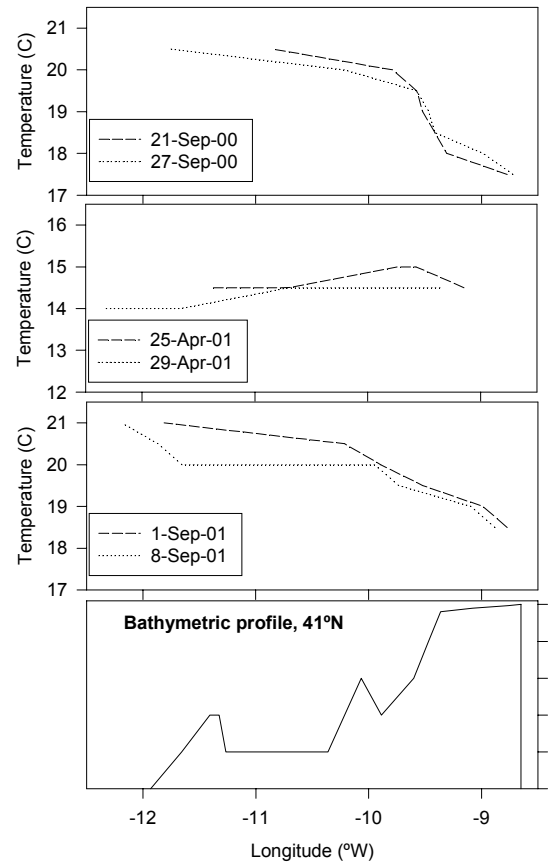 21
20
19
18
17
Temperature (C)
21-Sep-00
27-Sep-00
16
15
14
13
12
Temperature (C)
25-Apr-01
29-Apr-01
21
20
19
18
17
Temperature (C)
1-Sep-01
8-Sep-01
Bathymetric profile, 41ºN
-12 -11 -10 -9
Longitude (ºW)